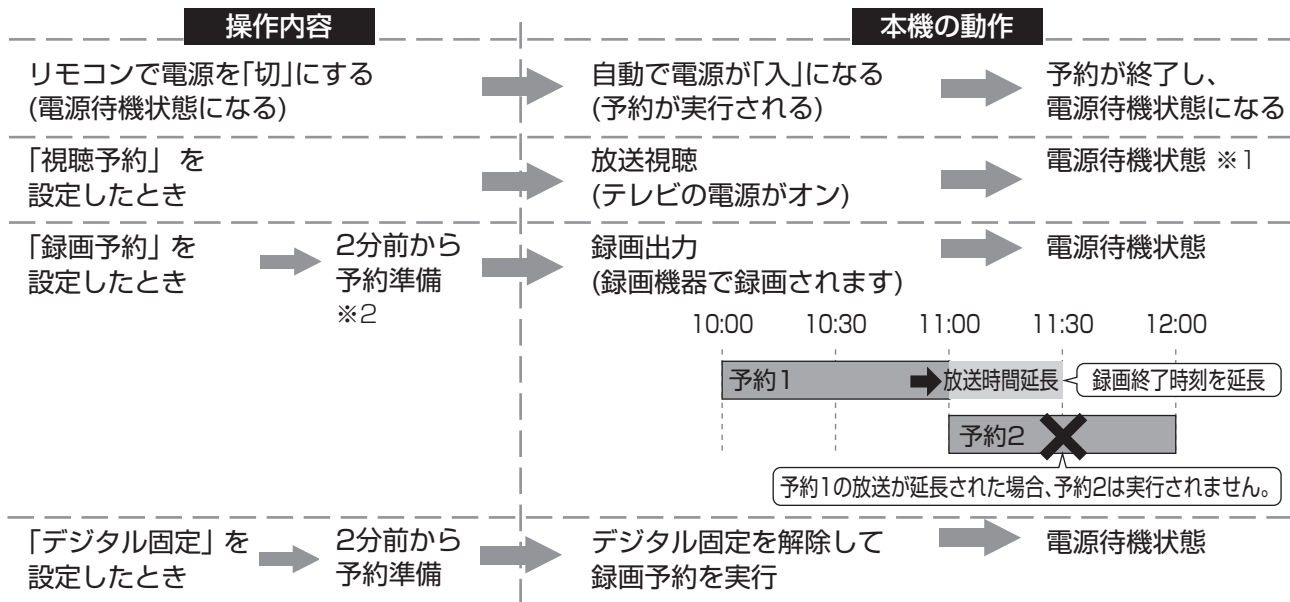 操作内容
本機の動作
リモコンで電源を｢切｣にする
(電源待機状態になる)
自動で電源が｢入｣になる
(予約が実行される)
予約が終了し、
電源待機状態になる
｢視聴予約」を
設定したとき
放送視聴
(テレビの電源がオン)
電源待機状態 ※1
｢録画予約」を
設定したとき
2分前から
予約準備
※2
録画出力
(録画機器で録画されます)
電源待機状態
10:00 10:30 11:00 11:30 12:00
予約1
放送時間延長
録画終了時刻を延長
予約2
予約1の放送が延長された場合、予約2は実行されません。
｢デジタル固定」を
設定したとき
2分前から
予約準備
デジタル固定を解除して
録画予約を実行
電源待機状態